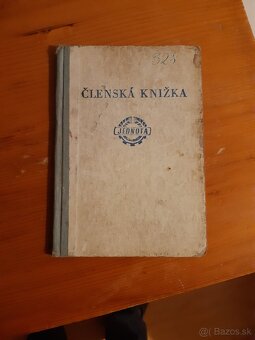 323
ČLENSKÁ KNIŽKA
JEDNOTA
Bazos.sk